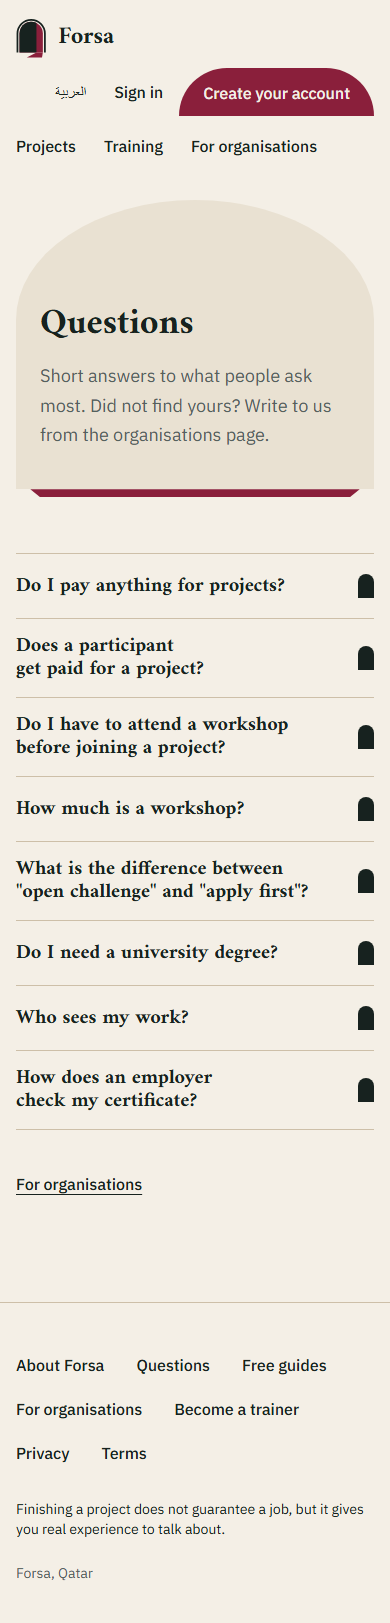 Forsa
العربية
Sign in
Create your account
Projects
Training
For organisations
Questions
Short answers to what people ask
most. Did not find yours? Write to us
from the organisations page.
Do I pay anything for projects?
Does a participant
get paid for a project?
Do I have to attend a workshop
before joining a project?
How much is a workshop?
What is the difference between
"open challenge" and "apply first"?
Do I need a university degree?
Who sees my work?
How does an employer
check my certificate?
For organisations
About Forsa
Questions
Free guides
For organisations
Become a trainer
Privacy
Terms
Finishing a project does not guarantee a job, but it gives
you real experience to talk about.
Forsa, Qatar